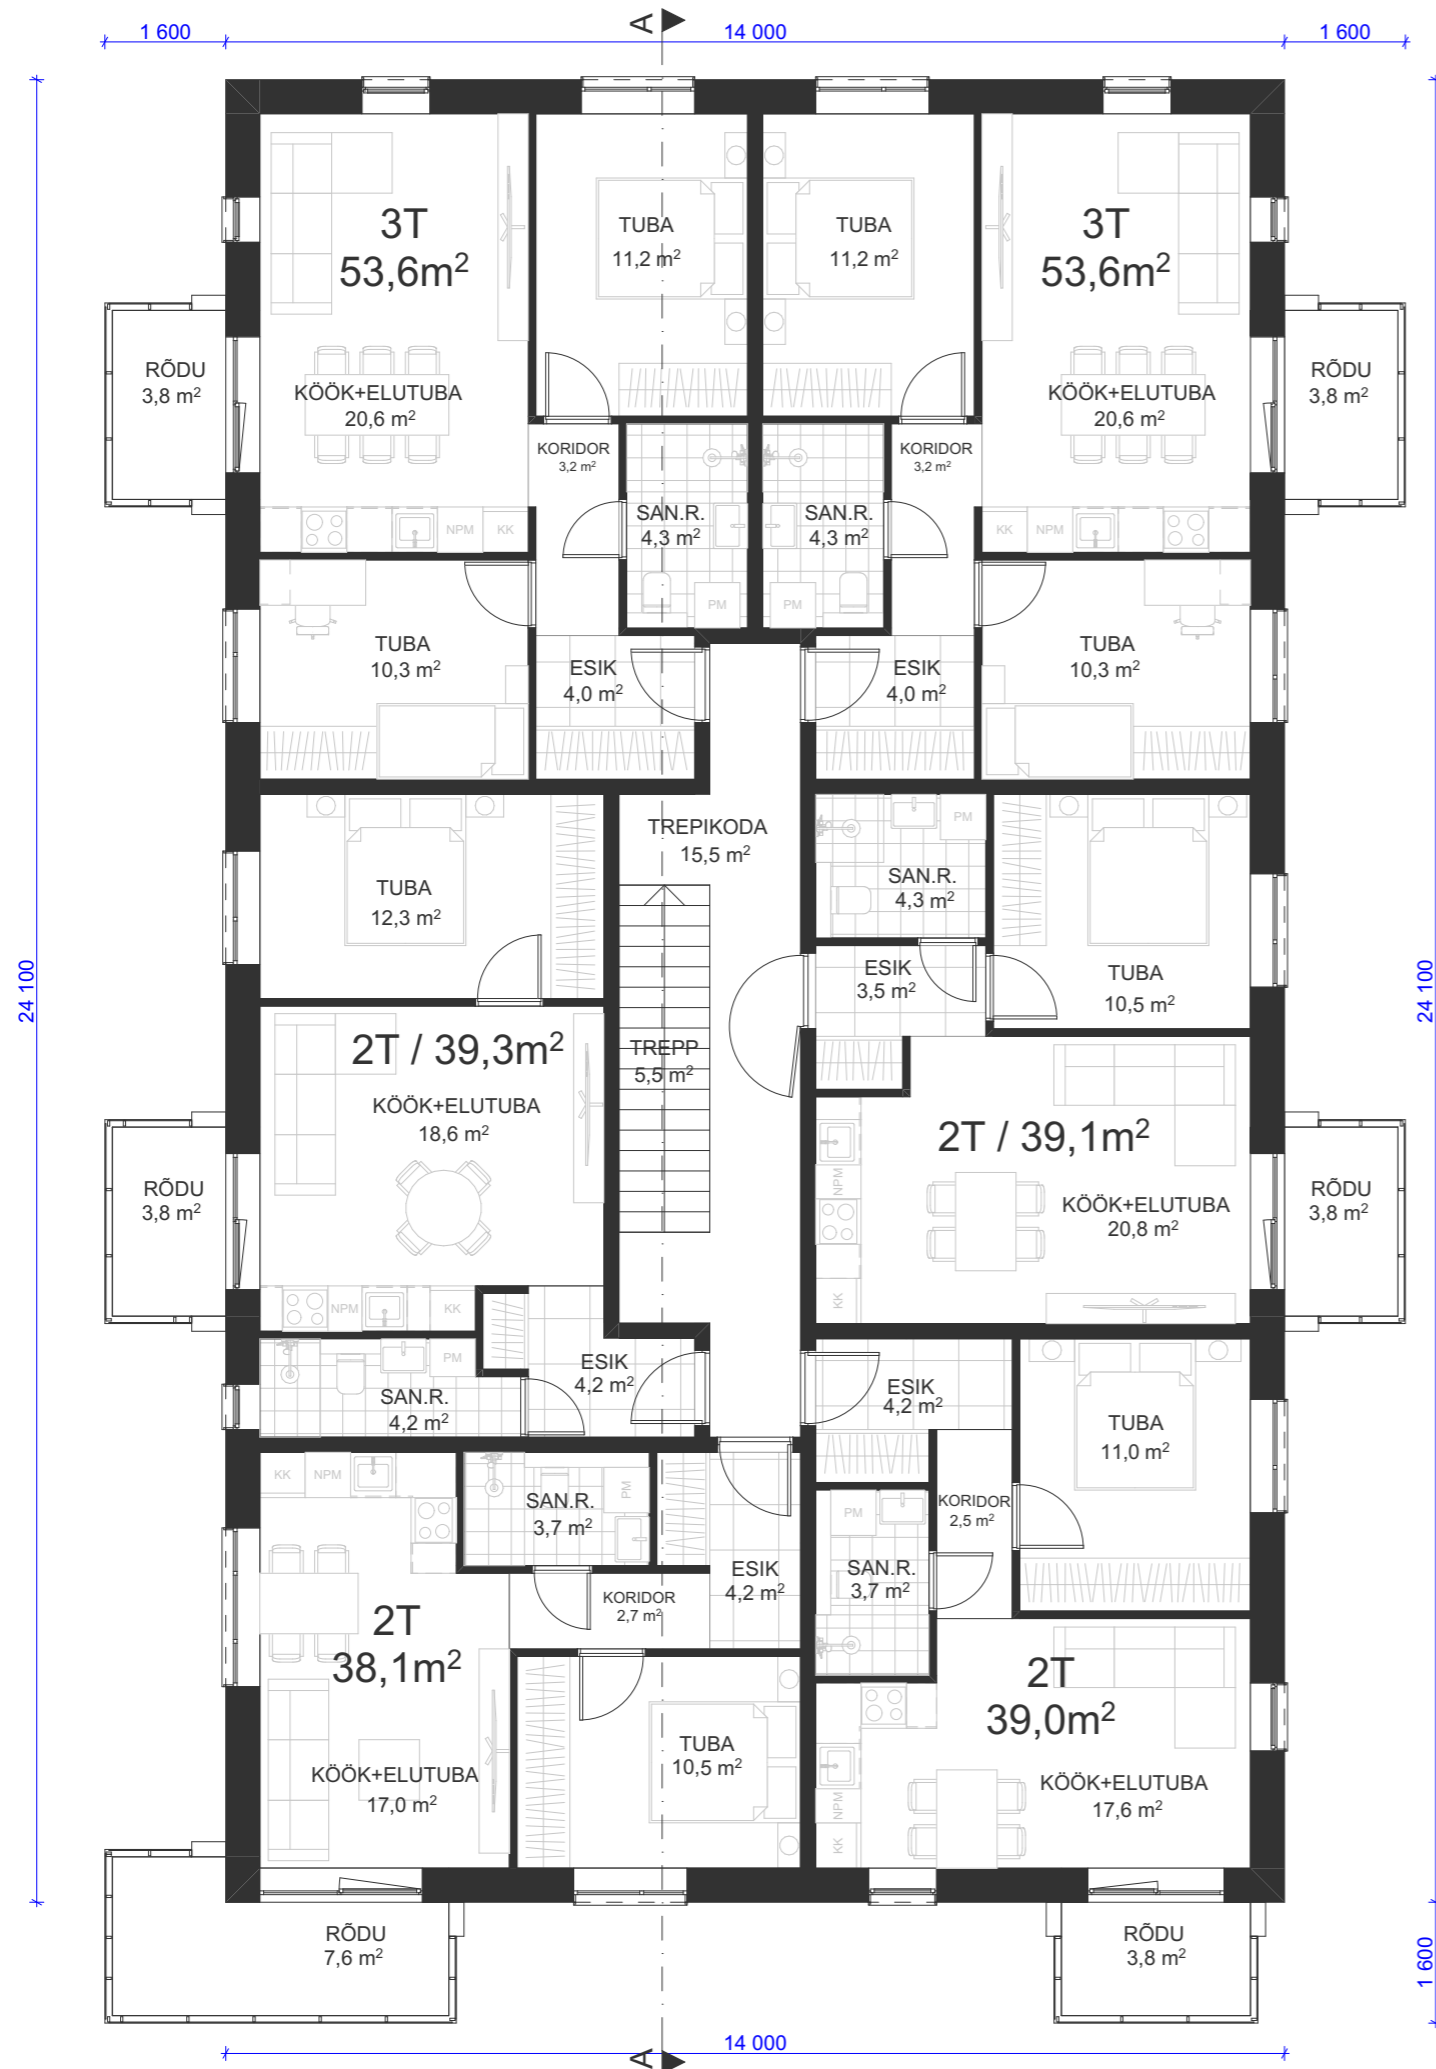 A
1 600
14 000
1 600
3T
53,6m²
TUBA
11,2 m²
TUBA
11,2 m²
3T
53,6m²
RÕDU
3,8 m²
KÖÖK+ELUTUBA
20,6 m²
KÖÖK+ELUTUBA
20,6 m²
RÕDU
3,8 m²
KORIDOR
3,2 m²
KORIDOR
3,2 m²
SAN.R.
4,3 m²
SAN.R.
4,3 m²
NPM
KK
KK
NPM
PM
PM
TUBA
10,3 m²
ESIK
4,0 m²
ESIK
4,0 m²
TUBA
10,3 m²
TREPIKODA
15,5 m²
PM
TUBA
12,3 m²
SAN.R.
4,3 m²
ESIK
3,5 m²
TUBA
10,5 m²
24 100
24 100
2T / 39,3m²
TREPP
5,5 m²
KÖÖK+ELUTUBA
18,6 m²
2T / 39,1m²
RÕDU
3,8 m²
NPM
KÖÖK+ELUTUBA
20,8 m²
RÕDU
3,8 m²
KK
NPM
KK
PM
ESIK
4,2 m²
SAN.R.
4,2 m²
ESIK
4,2 m²
TUBA
11,0 m²
KK
NPM
PM
SAN.R.
3,7 m²
PM
KORIDOR
2,5 m²
ESIK
4,2 m²
SAN.R.
3,7 m²
KORIDOR
2,7 m²
2T
38,1m²
2T
39,0m²
TUBA
10,5 m²
KÖÖK+ELUTUBA
17,0 m²
KÖÖK+ELUTUBA
17,6 m²
NPM
KK
RÕDU
7,6 m²
RÕDU
3,8 m²
1 600
14 000
A